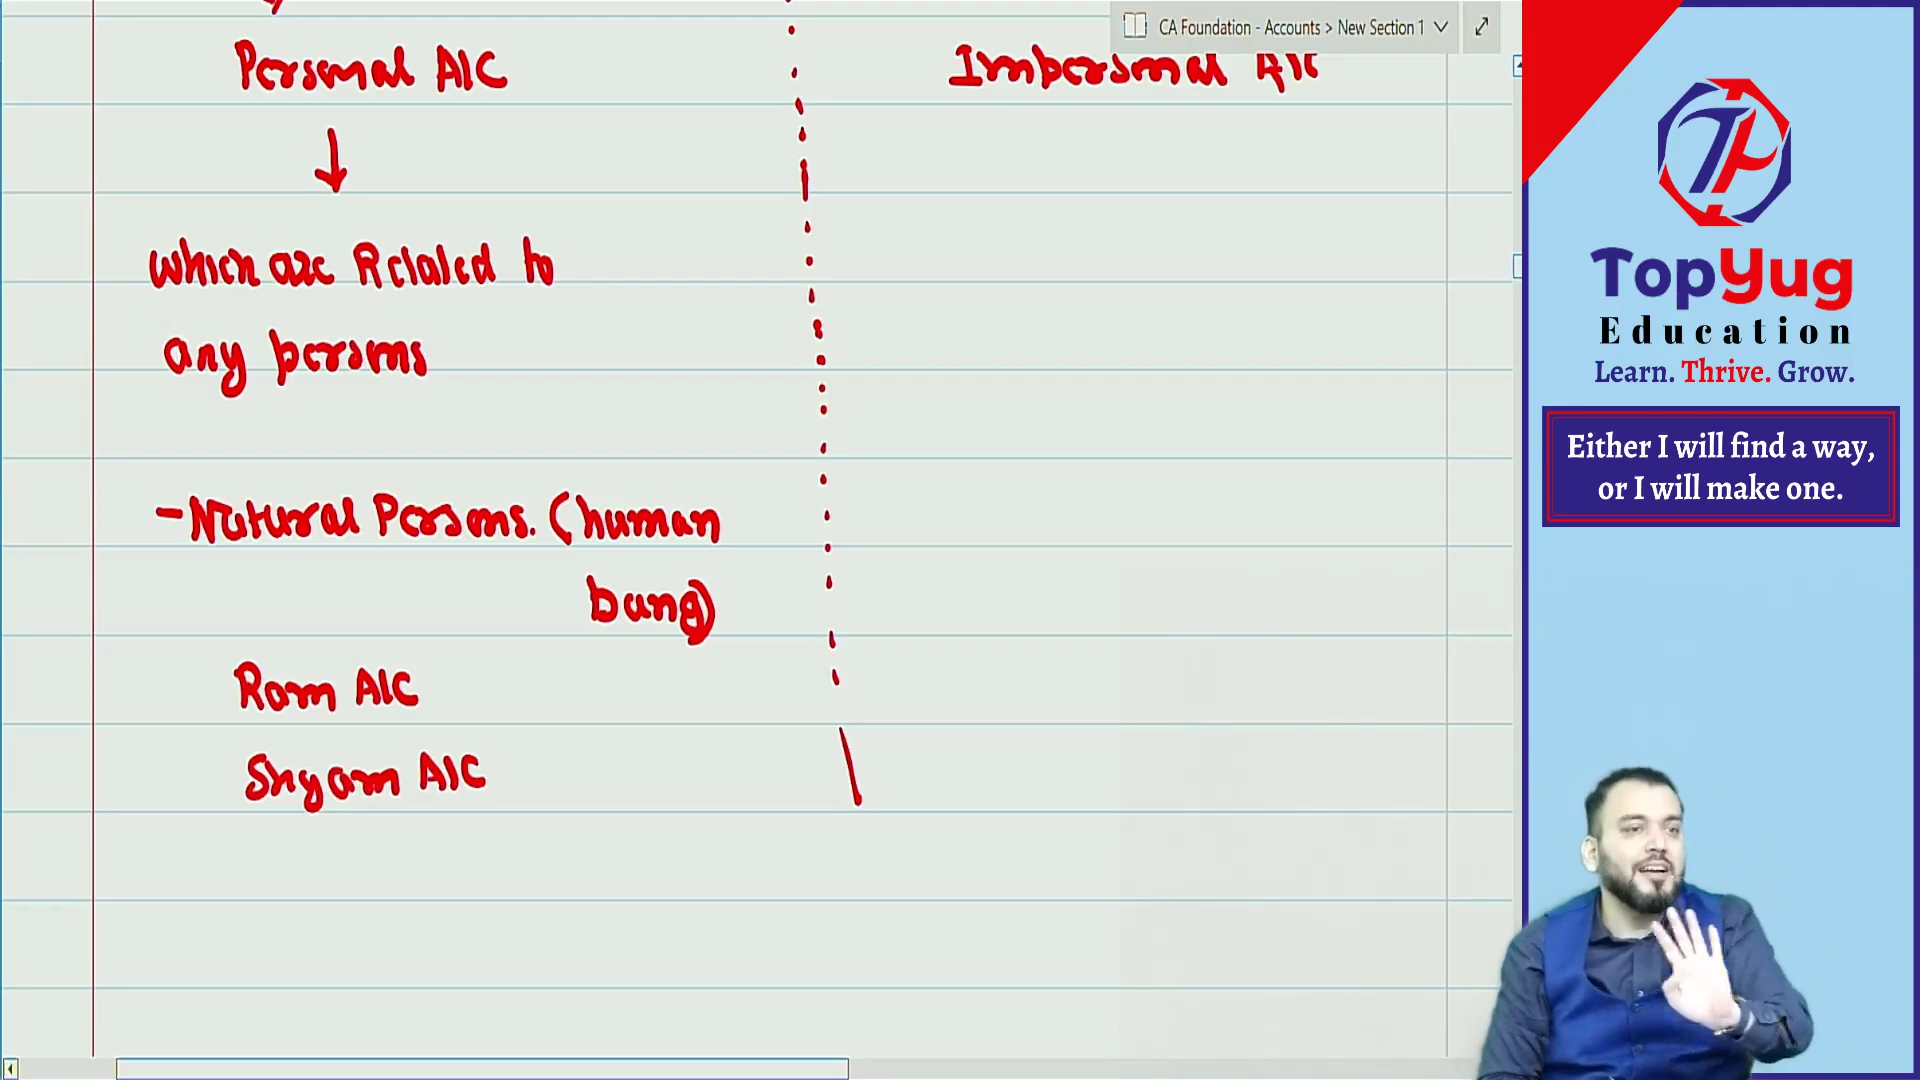 CA Foundation - Accounts > New Section 1
Personal A/C
Impersonal A/C
↓
which are Related to
any persons
- Natural Persons. (human
being)
Ram A/C
Shyam A/C
TopYug
Education
Learn. Thrive. Grow.
Either I will find a way,
or I will make one.